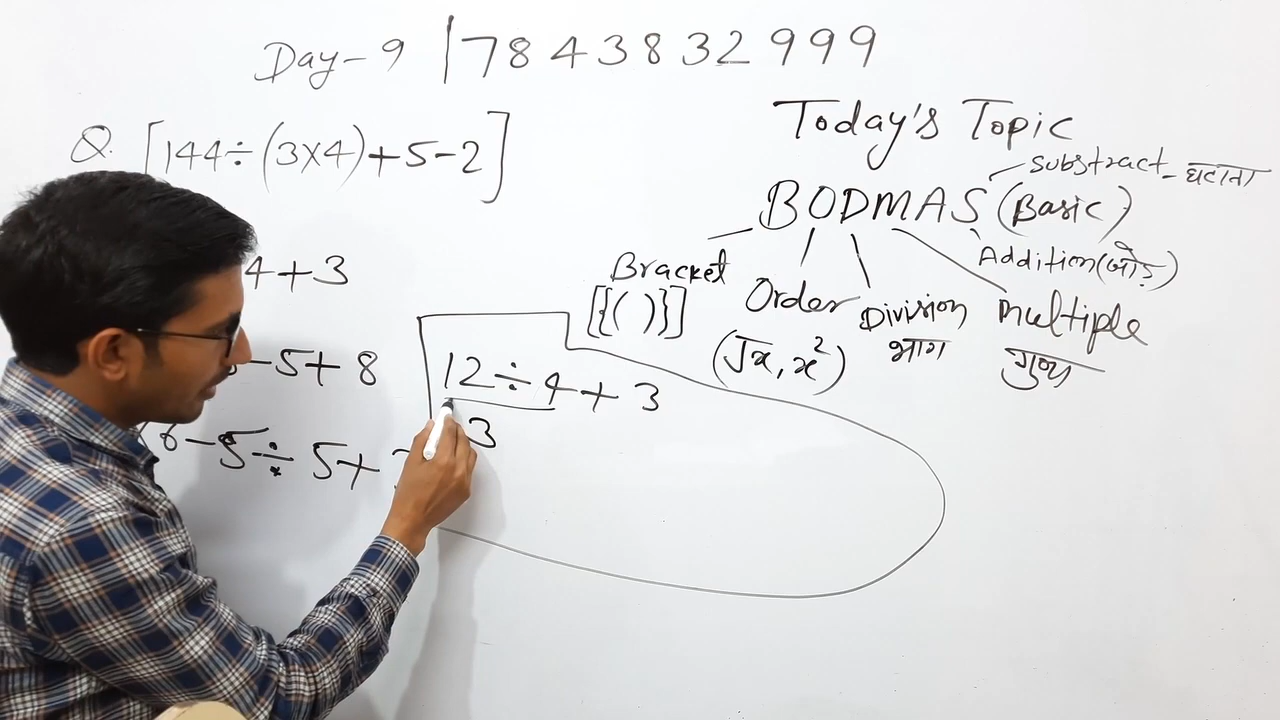 Day-9 | 7843832999
Q. [144÷(3×4)+5-2]
4+3
-5+8
6-5÷5+
12÷4+3
3
Today's Topic
Substract - घटाना
BODMAS (Basic)
Addition(जोड़)
Bracket
[{( )}]
Order
(√x, x²)
Division
भाग
multiple
गुणा